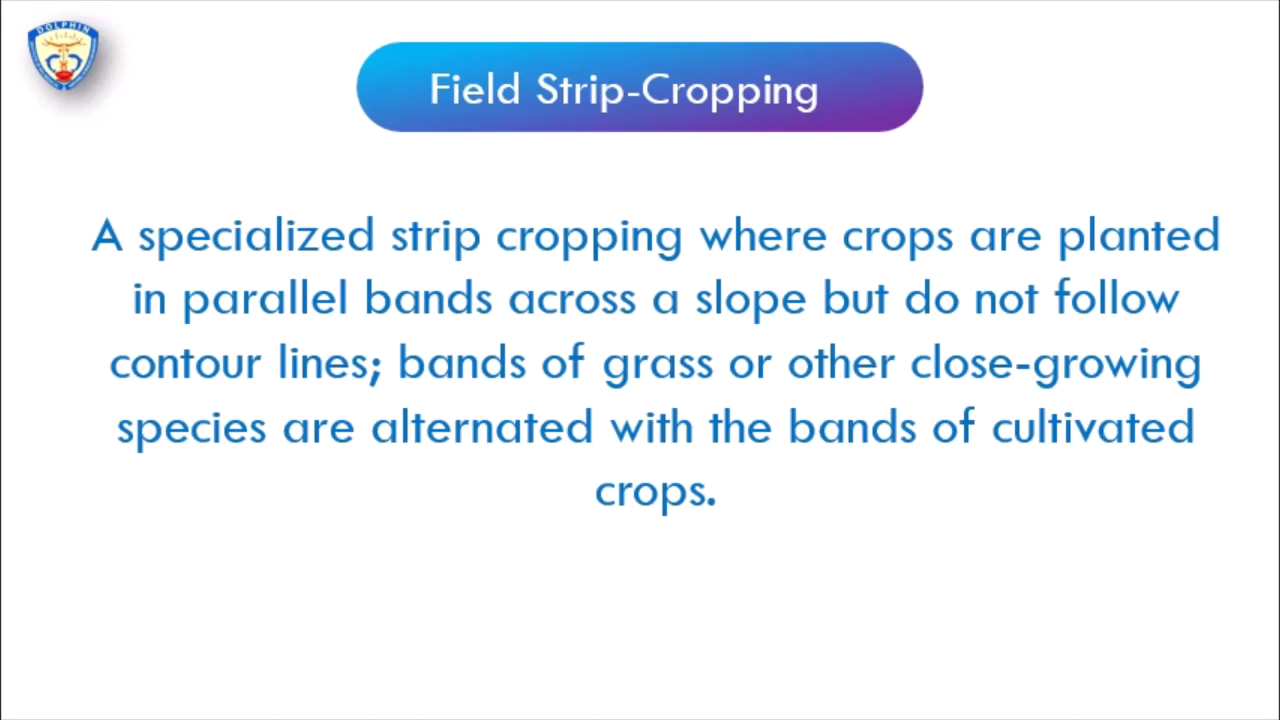 DOLPHIN
Field Strip-Cropping
A specialized strip cropping where crops are planted
in parallel bands across a slope but do not follow
contour lines; bands of grass or other close-growing
species are alternated with the bands of cultivated
crops.